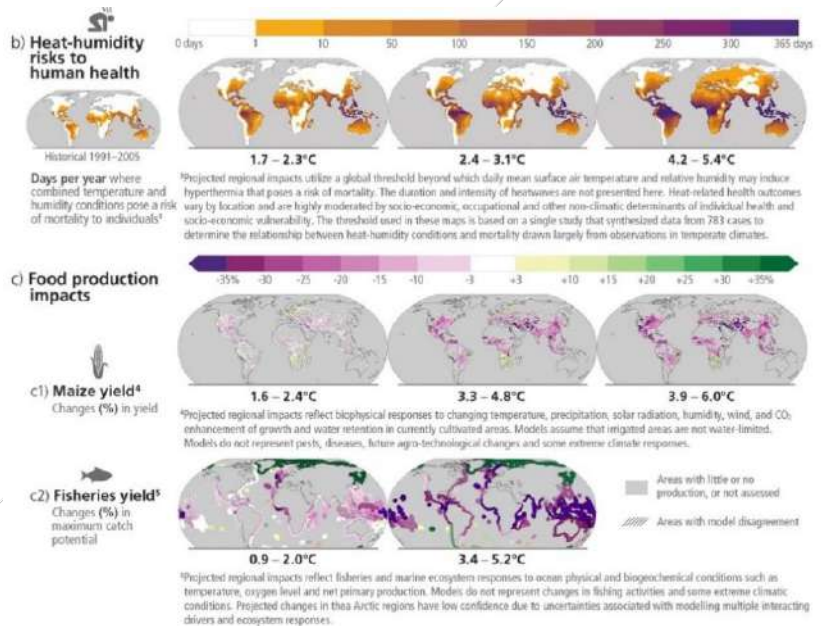 b) Heat-humidity
risks to
human health
0 days 1 10 50 100 150 200 250 300 365 days
Historical 1991–2005
1.7 – 2.3°C 2.4 – 3.1°C 4.2 – 5.4°C
Days per year where
combined temperature and
humidity conditions pose a risk
of mortality to individuals³
³Projected regional impacts utilize a global threshold beyond which daily mean surface air temperature and relative humidity may induce
hyperthermia that poses a risk of mortality. The duration and intensity of heatwaves are not presented here. Heat-related health outcomes
vary by location and are highly moderated by socio-economic, occupational and other non-climatic determinants of individual health and
socio-economic vulnerability. The threshold used in these maps is based on a single study that synthesized data from 783 cases to
determine the relationship between heat-humidity conditions and mortality drawn largely from observations in temperate climates.
c) Food production
impacts
-35% -30 -25 -20 -15 -10 -3 +3 +10 +15 +20 +25 +30 +35%
c1) Maize yield⁴
Changes (%) in yield
1.6 – 2.4°C 3.3 – 4.8°C 3.9 – 6.0°C
⁴Projected regional impacts reflect biophysical responses to changing temperature, precipitation, solar radiation, humidity, wind, and CO₂
enhancement of growth and water retention in currently cultivated areas. Models assume that irrigated areas are not water-limited.
Models do not represent pests, diseases, future agro-technological changes and some extreme climate responses.
c2) Fisheries yield⁵
Changes (%) in
maximum catch
potential
0.9 – 2.0°C 3.4 – 5.2°C
Areas with little or no
production, or not assessed
Areas with model disagreement
⁵Projected regional impacts reflect fisheries and marine ecosystem responses to ocean physical and biogeochemical conditions such as
temperature, oxygen level and net primary production. Models do not represent changes in fishing activities and some extreme climatic
conditions. Projected changes in thea Arctic regions have low confidence due to uncertainties associated with modelling multiple interacting
drivers and ecosystem responses.